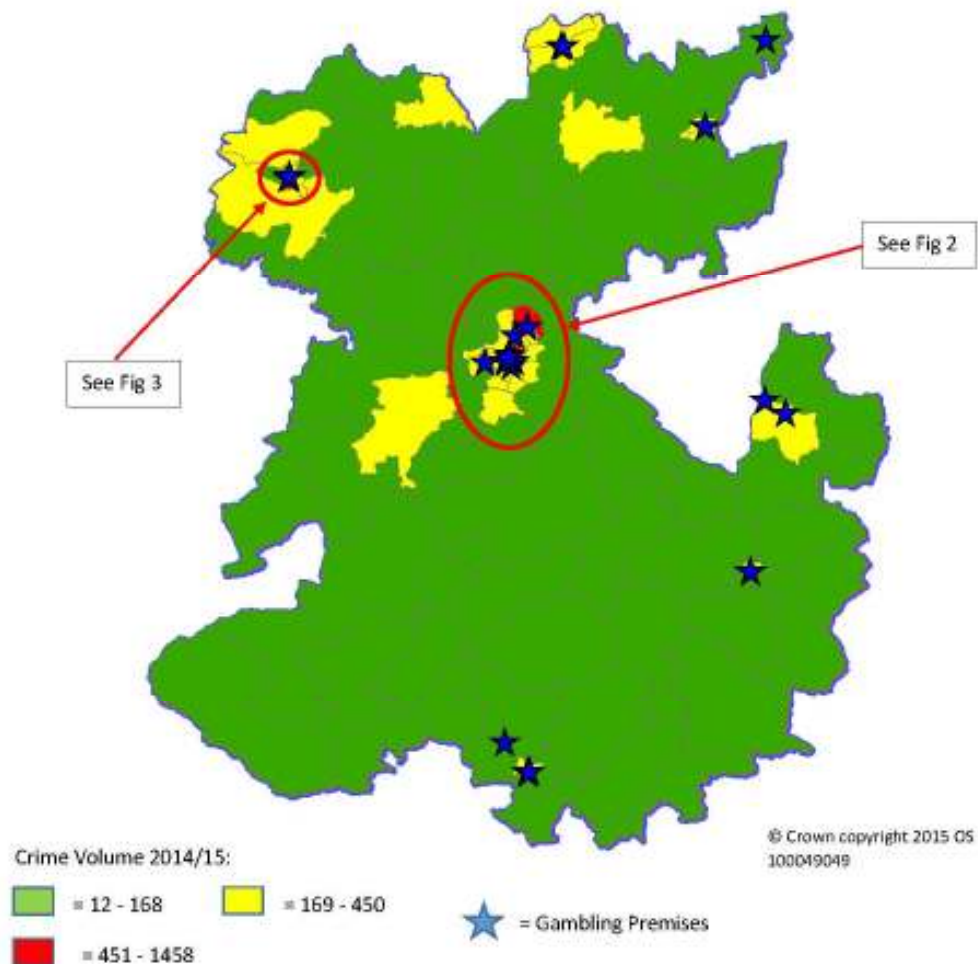 See Fig 2
See Fig 3
© Crown copyright 2015 OS
100049049
Crime Volume 2014/15:
= 12 - 168
= 169 - 450
= Gambling Premises
= 451 - 1458